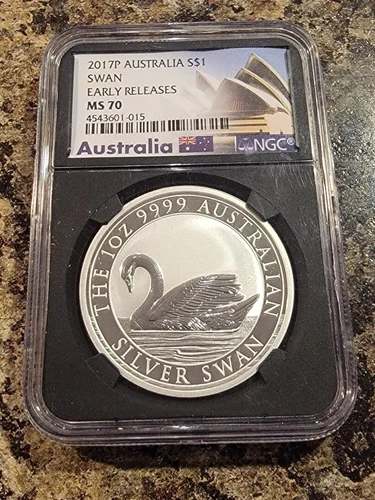 2017P AUSTRALIA S$1
SWAN
EARLY RELEASES
MS 70
4543601-015
Australia
NGC®
THE 1OZ 9999 AUSTRALIAN
SILVER SWAN